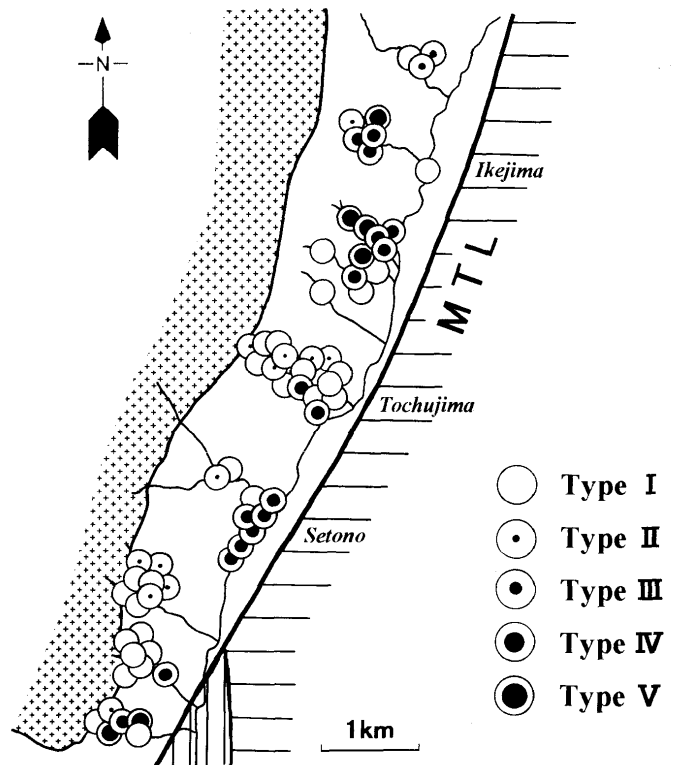 N
Ikejima
MTL
Tochujima
Setono
Type I
Type II
Type III
Type IV
Type V
1km